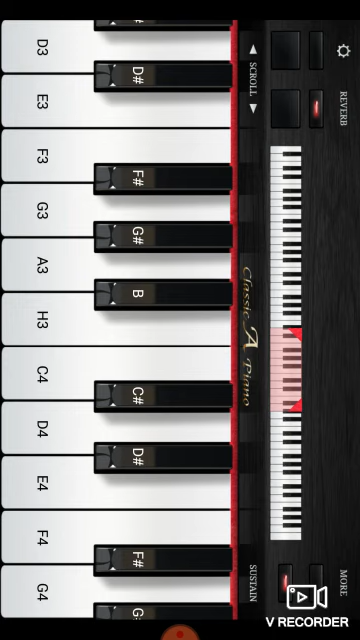 REVERB
◄ SCROLL ►
Classic A Piano
SUSTAIN
MORE
D#
F#
G#
B
C#
D#
F#
G
D3
E3
F3
G3
A3
H3
C4
D4
E4
F4
G4
V RECORDER